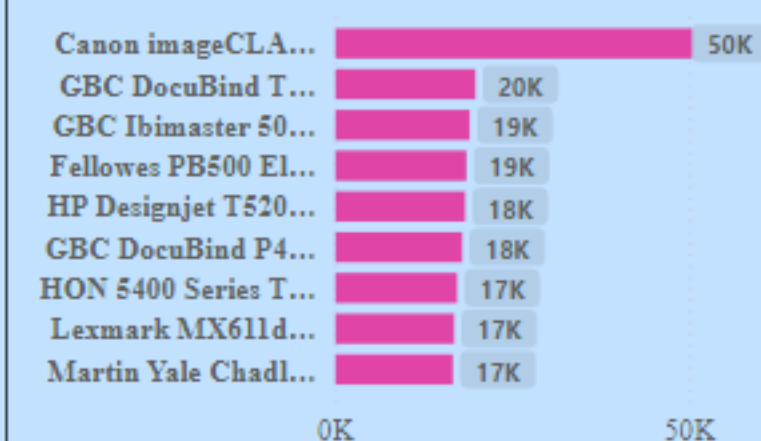 Canon imageCLA... 50K
GBC DocuBind T... 20K
GBC Ibimaster 50... 19K
Fellowes PB500 El... 19K
HP Designjet T520... 18K
GBC DocuBind P4... 18K
HON 5400 Series T... 17K
Lexmark MX611d... 17K
Martin Yale Chadl... 17K
0K 50K